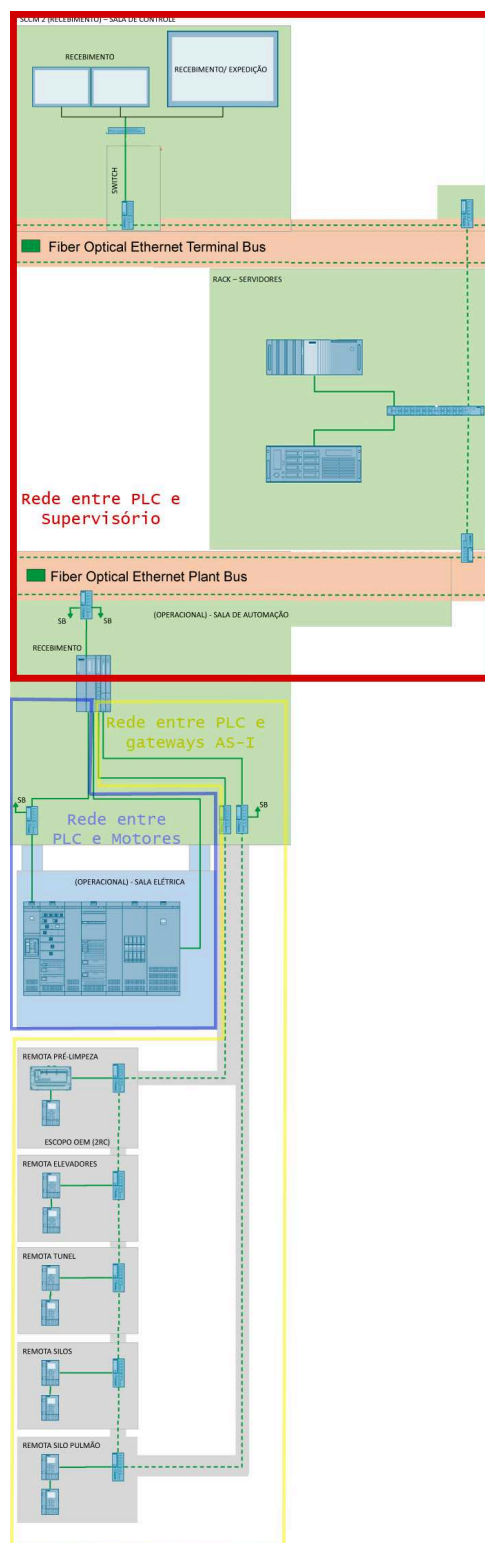 SCCM 2 (RECEBIMENTO) – SALA DE CONTROLE
RECEBIMENTO
RECEBIMENTO/ EXPEDIÇÃO
SWITCH
Fiber Optical Ethernet Terminal Bus
RACK – SERVIDORES
Rede entre PLC e
Supervisório
Fiber Optical Ethernet Plant Bus
SB
SB
(OPERACIONAL) - SALA DE AUTOMAÇÃO
RECEBIMENTO
Rede entre PLC e
gateways AS-I
SB
SB
Rede entre
PLC e Motores
(OPERACIONAL) - SALA ELÉTRICA
REMOTA PRÉ-LIMPEZA
ESCOPO OEM (2RC)
REMOTA ELEVADORES
REMOTA TUNEL
REMOTA SILOS
REMOTA SILO PULMÃO